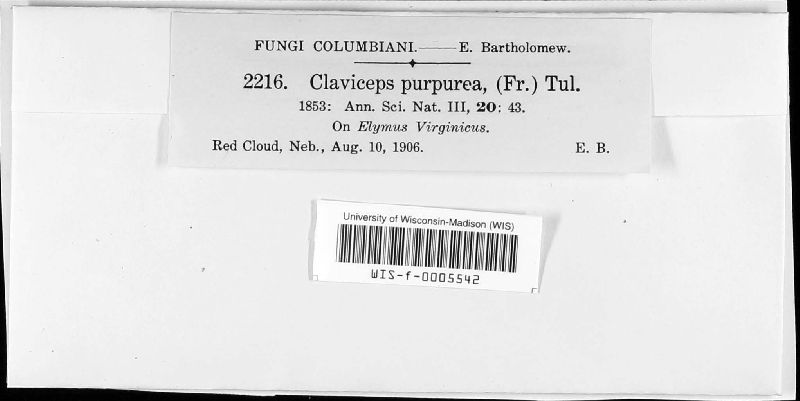 FUNGI COLUMBIANI.——E. Bartholomew.
2216. Claviceps purpurea, (Fr.) Tul.
1853: Ann. Sci. Nat. III, 20: 43.
On Elymus Virginicus.
Red Cloud, Neb., Aug. 10, 1906. E. B.
University of Wisconsin-Madison (WIS)
WIS-f-0005542